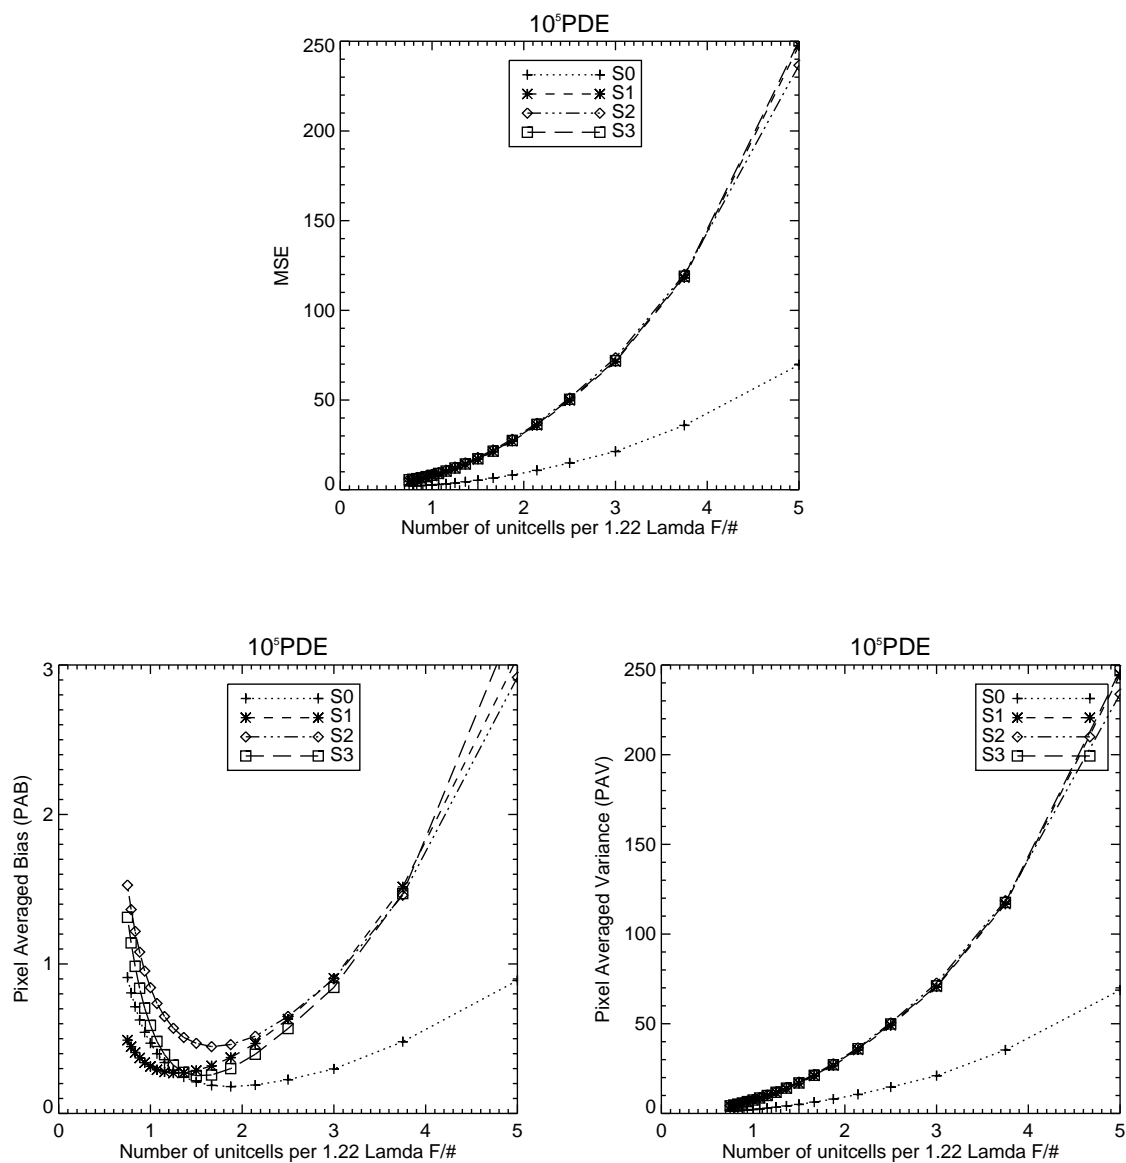 10⁵PDE
250
200
150
100
50
0
MSE
S0
S1
S2
S3
0 1 2 3 4 5
Number of unitcells per 1.22 Lamda F/#
10⁵PDE
3
2
1
0
Pixel Averaged Bias (PAB)
S0
S1
S2
S3
0 1 2 3 4 5
Number of unitcells per 1.22 Lamda F/#
10⁵PDE
250
200
150
100
50
0
Pixel Averaged Variance (PAV)
S0
S1
S2
S3
0 1 2 3 4 5
Number of unitcells per 1.22 Lamda F/#